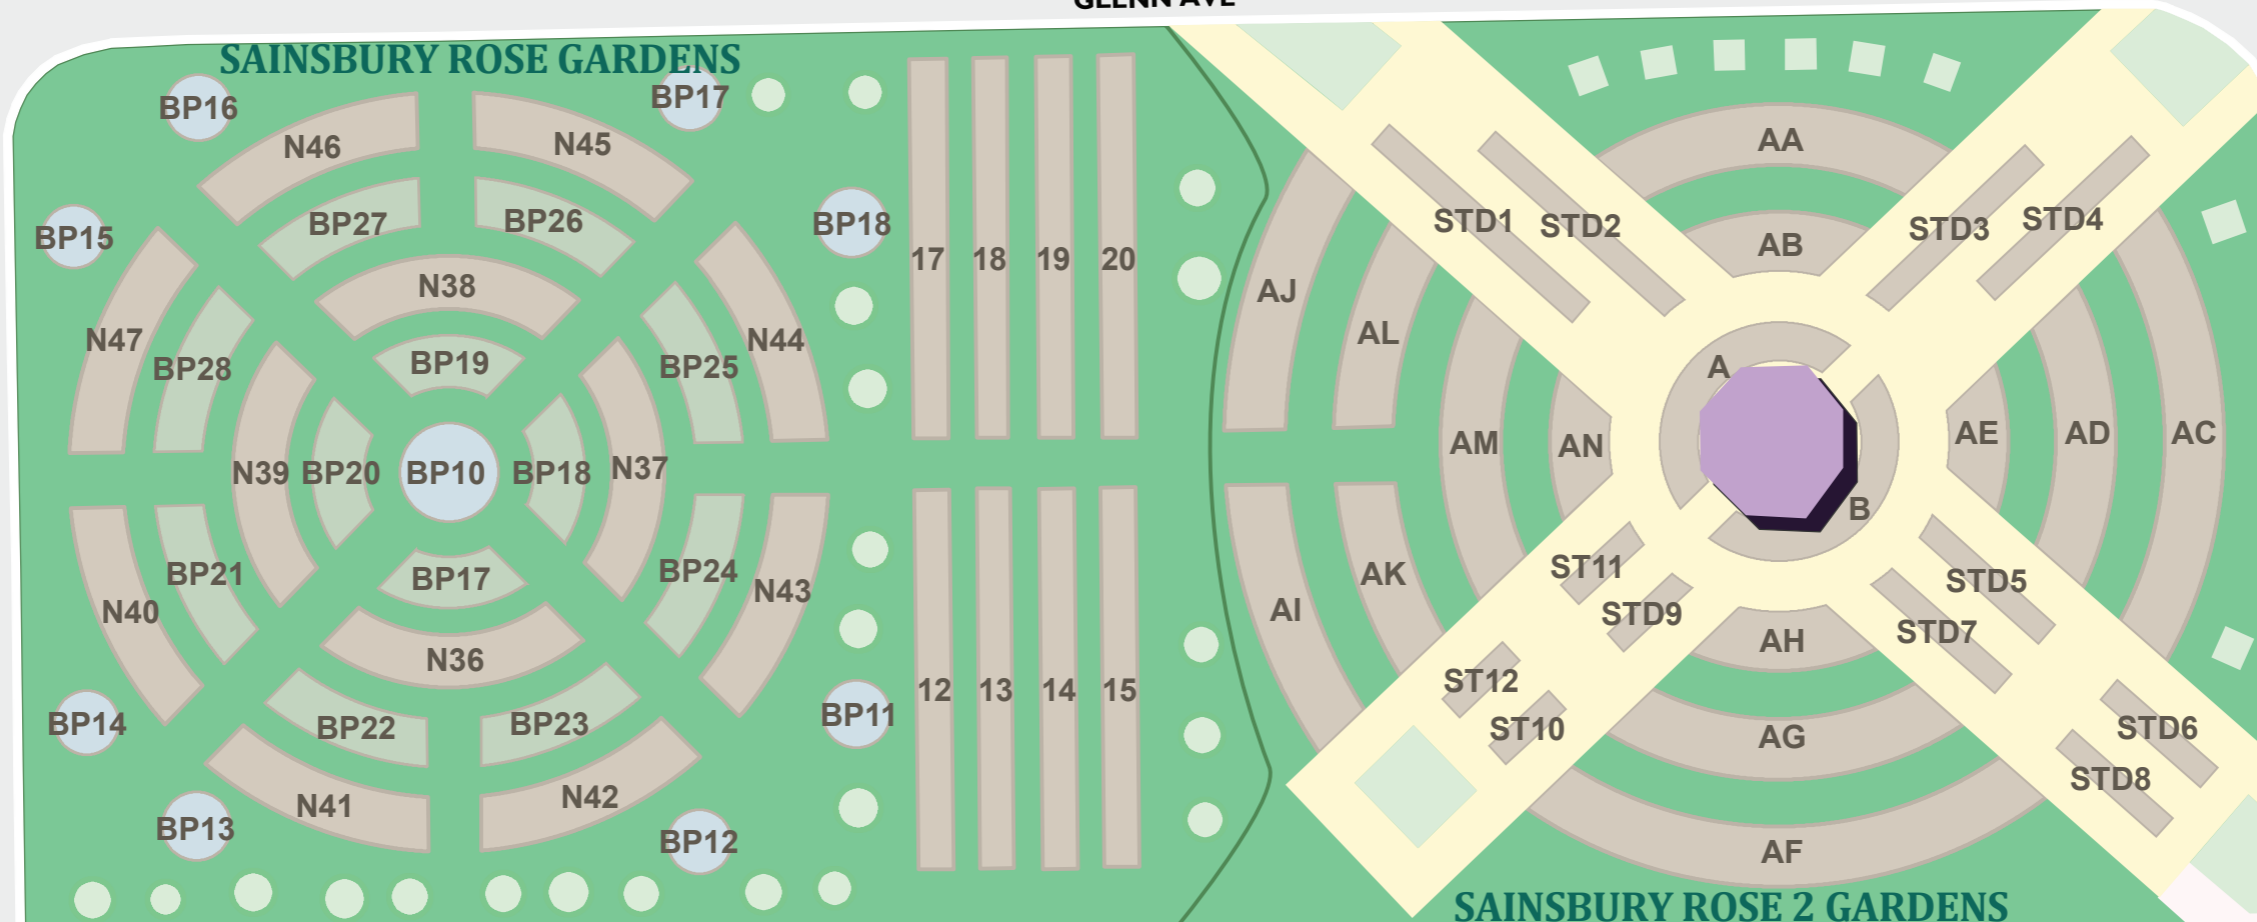 GLENN AVE
SAINSBURY ROSE GARDENS
BP16
BP17
N46
N45
BP15
BP27
BP26
BP18
17
18
19
20
N38
N47
BP28
BP19
BP25
N44
N39
BP20
BP10
BP18
N37
BP21
BP17
BP24
N43
N40
N36
BP14
BP22
BP23
BP11
12
13
14
15
N41
N42
BP13
BP12
AA
STD1
STD2
AB
STD3
STD4
AJ
AL
A
AM
AN
AE
AD
AC
B
AI
AK
ST11
STD9
AH
STD5
STD7
ST12
ST10
AG
STD6
STD8
AF
SAINSBURY ROSE 2 GARDENS